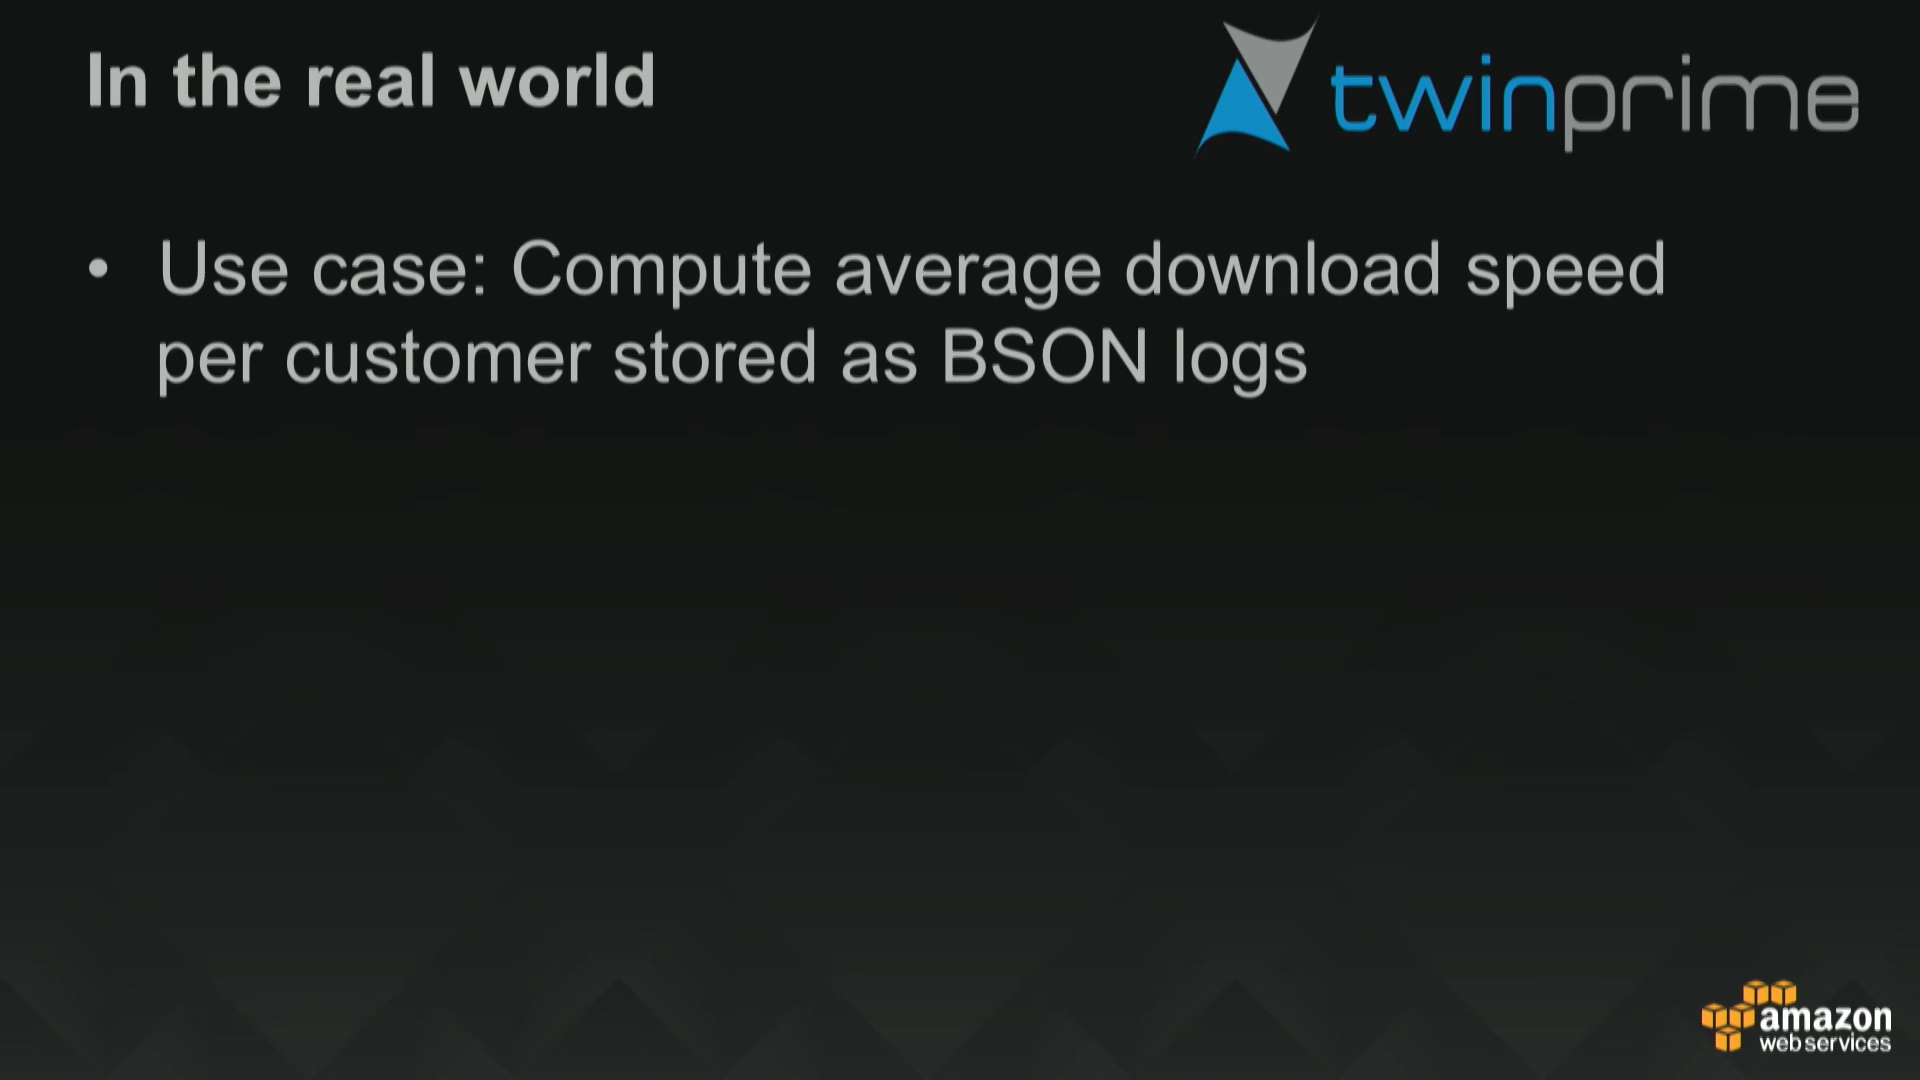 In the real world
twinprime
• Use case: Compute average download speed
per customer stored as BSON logs
amazon
web services